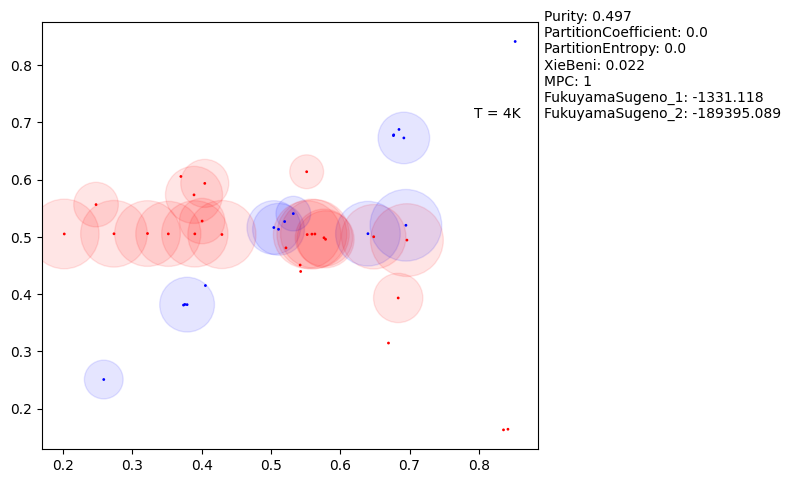 Purity: 0.497
PartitionCoefficient: 0.0
PartitionEntropy: 0.0
XieBeni: 0.022
MPC: 1
FukuyamaSugeno_1: -1331.118
FukuyamaSugeno_2: -189395.089
T = 4K
0.8
0.7
0.6
0.5
0.4
0.3
0.2
0.2 0.3 0.4 0.5 0.6 0.7 0.8